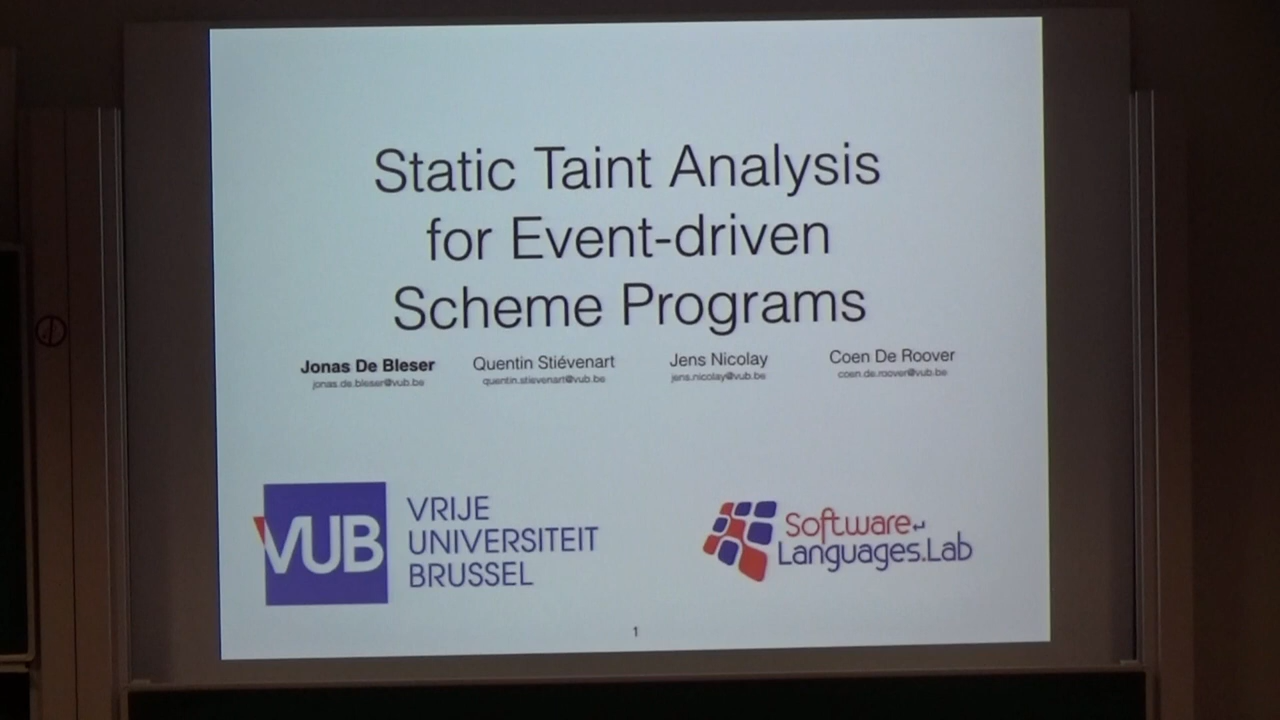 Static Taint Analysis
for Event-driven
Scheme Programs
Jonas De Bleser Quentin Stiévenart Jens Nicolay Coen De Roover
jonas.de.bleser@vub.be quentin.stievenart@vub.be jens.nicolay@vub.be coen.de.roover@vub.be
VUB
VRIJE
UNIVERSITEIT
BRUSSEL
Software↵
Languages.Lab
1